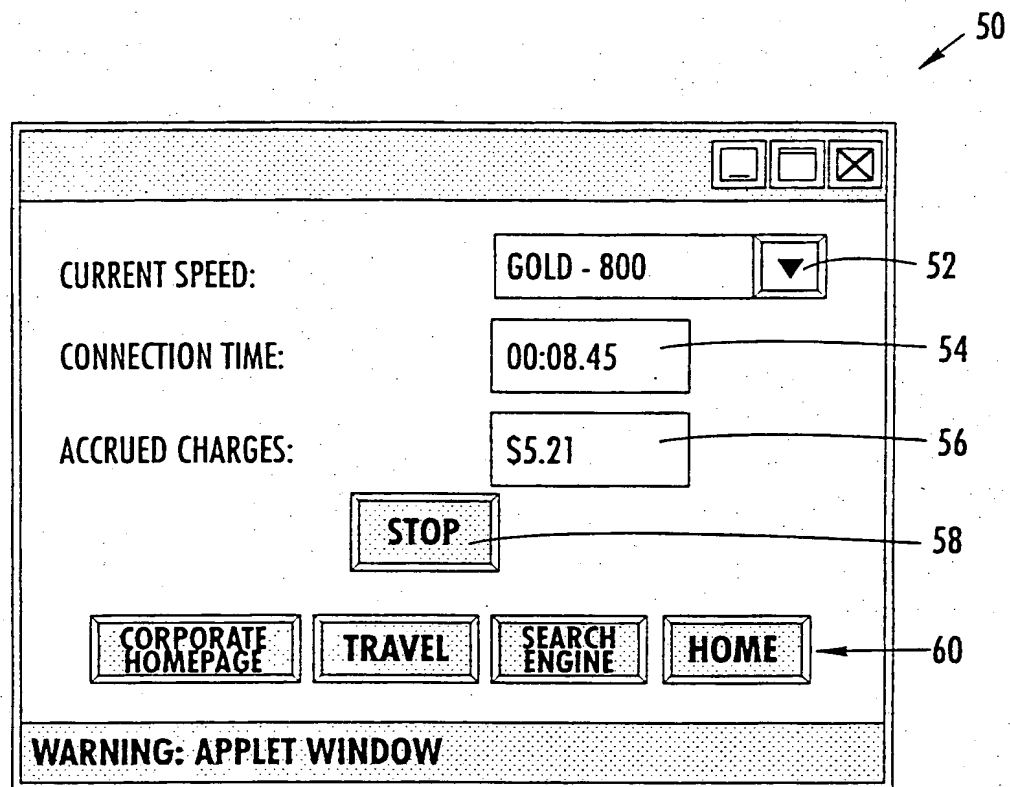 50
CURRENT SPEED: GOLD - 800 52
CONNECTION TIME: 00:08.45 54
ACCRUED CHARGES: $5.21 56
STOP 58
CORPORATE HOMEPAGE TRAVEL SEARCH ENGINE HOME 60
WARNING: APPLET WINDOW